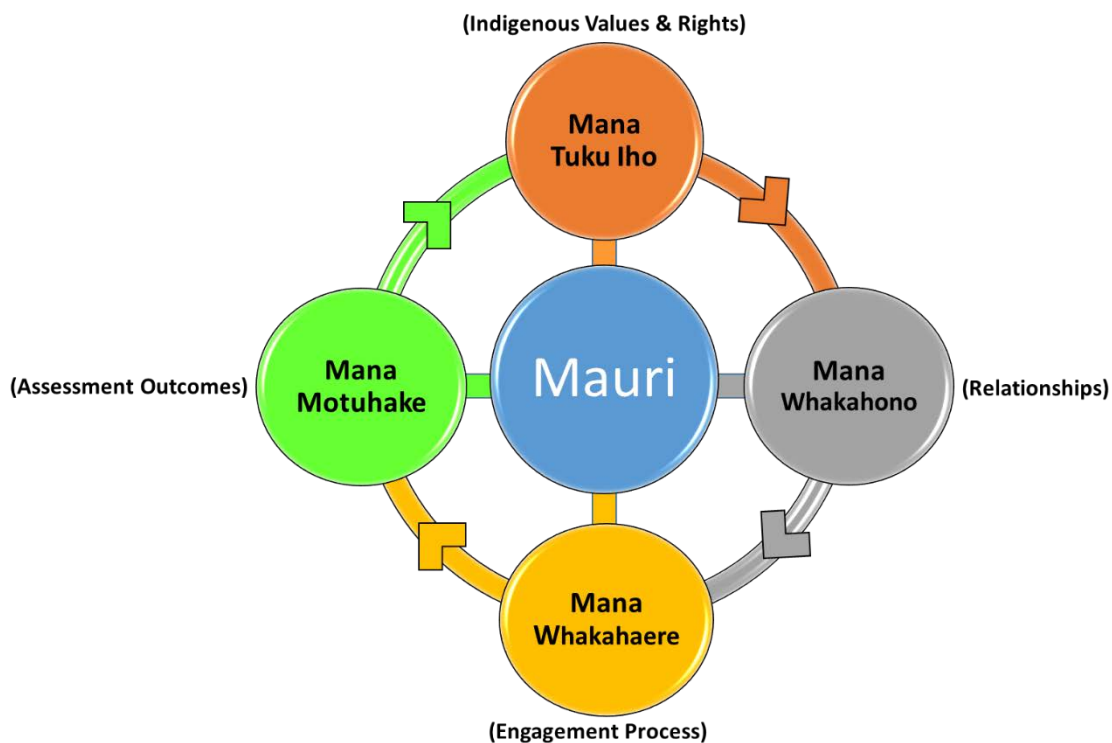 (Indigenous Values & Rights)
Mana
Tuku Iho
(Assessment Outcomes)
Mana
Motuhake
Mauri
Mana
Whakahono
(Relationships)
Mana
Whakahaere
(Engagement Process)